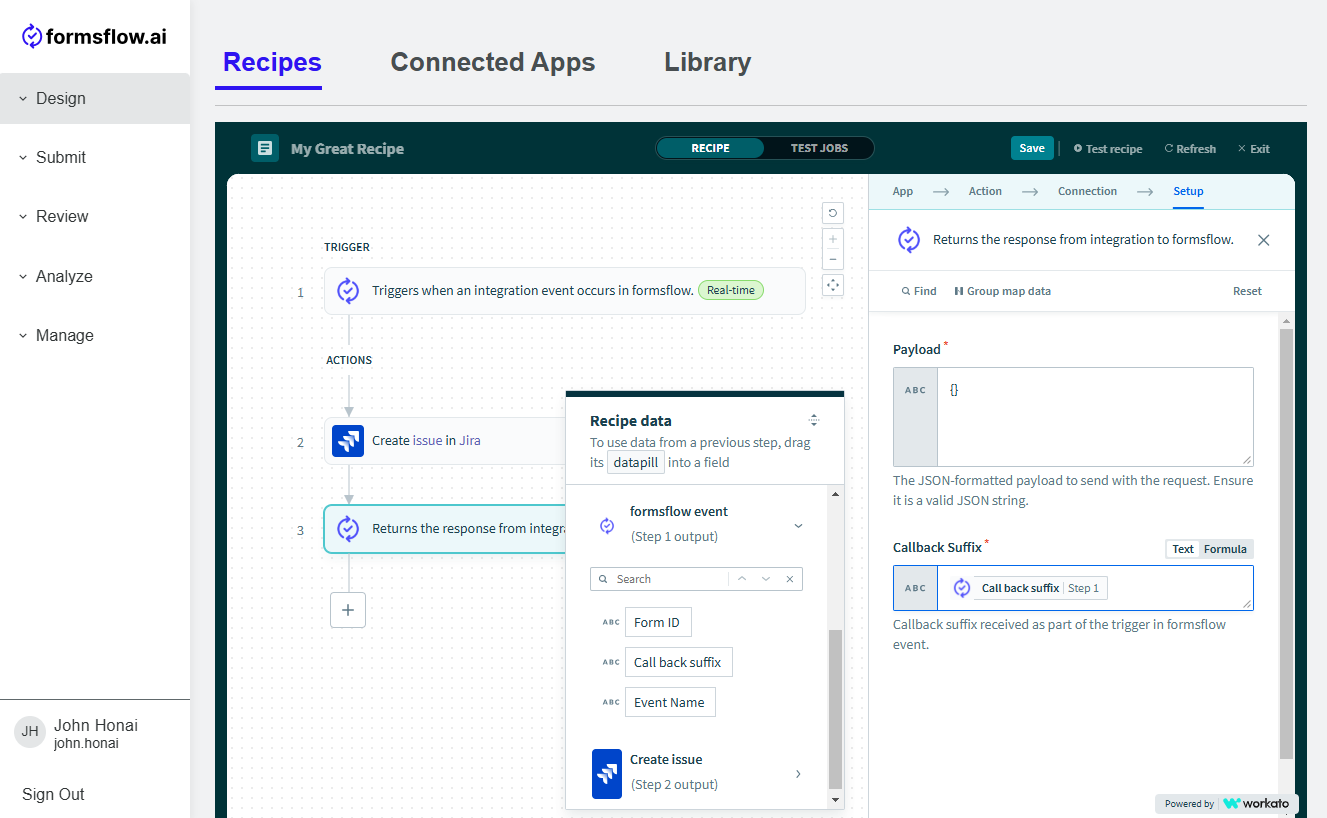 formsflow.ai
Design
Submit
Review
Analyze
Manage
JH
John Honai
john.honai
Sign Out
Recipes
Connected Apps
Library
My Great Recipe
RECIPE
TEST JOBS
Save
Test recipe
Refresh
Exit
TRIGGER
1
Triggers when an integration event occurs in formsflow.
Real-time
ACTIONS
2
Create issue in Jira
3
Returns the response from integra
Recipe data
To use data from a previous step, drag
its datapill into a field
formsflow event
(Step 1 output)
Search
ABC Form ID
ABC Call back suffix
ABC Event Name
Create issue
(Step 2 output)
App
Action
Connection
Setup
Returns the response from integration to formsflow.
Find
Group map data
Reset
Payload *
ABC
{}
The JSON-formatted payload to send with the request. Ensure
it is a valid JSON string.
Callback Suffix *
Text Formula
ABC
Call back suffix Step 1
Callback suffix received as part of the trigger in formsflow
event.
Powered by workato